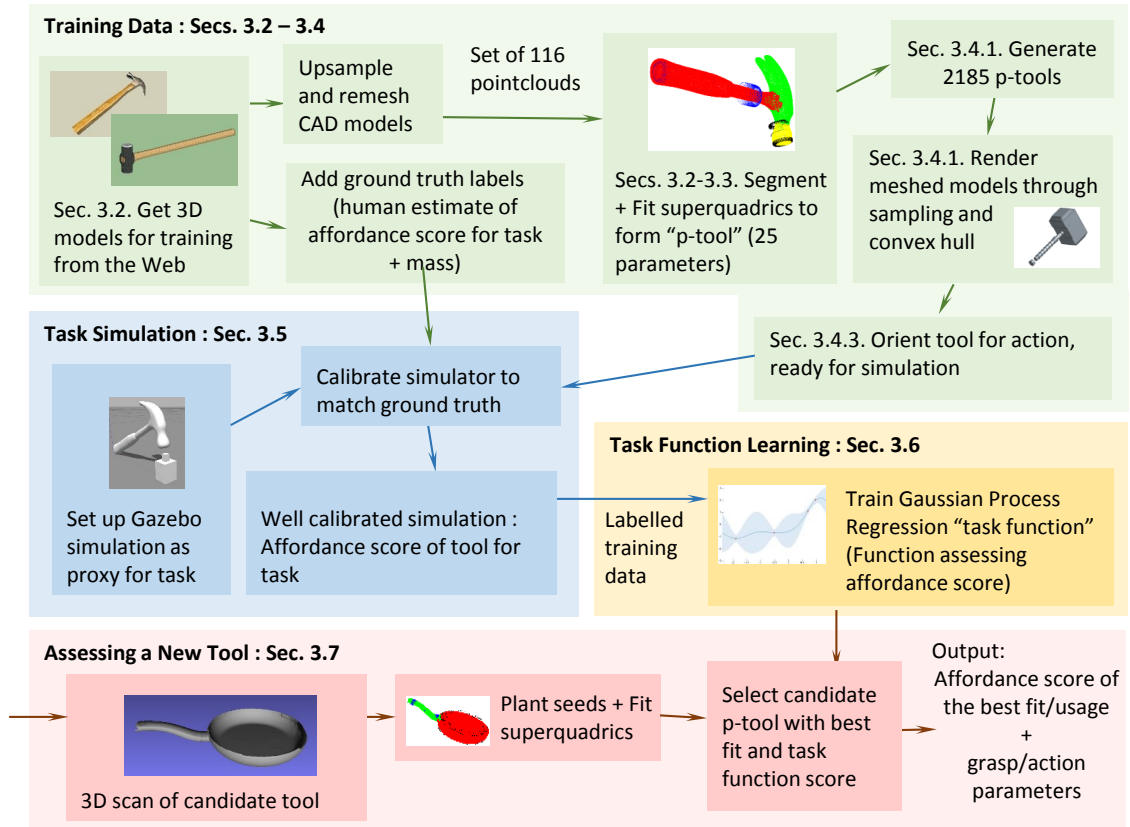 Training Data : Secs. 3.2 – 3.4
Sec. 3.2. Get 3D
models for training
from the Web
Upsample
and remesh
CAD models
Set of 116
pointclouds
Add ground truth labels
(human estimate of
affordance score for task
+ mass)
Secs. 3.2-3.3. Segment
+ Fit superquadrics to
form “p-tool” (25
parameters)
Sec. 3.4.1. Generate
2185 p-tools
Sec. 3.4.1. Render
meshed models through
sampling and
convex hull
Sec. 3.4.3. Orient tool for action,
ready for simulation
Task Simulation : Sec. 3.5
Set up Gazebo
simulation as
proxy for task
Calibrate simulator to
match ground truth
Well calibrated simulation :
Affordance score of tool for
task
Task Function Learning : Sec. 3.6
Labelled
training
data
Train Gaussian Process
Regression “task function”
(Function assessing
affordance score)
Assessing a New Tool : Sec. 3.7
3D scan of candidate tool
Plant seeds + Fit
superquadrics
Select candidate
p-tool with best
fit and task
function score
Output:
Affordance score of
the best fit/usage
+
grasp/action
parameters